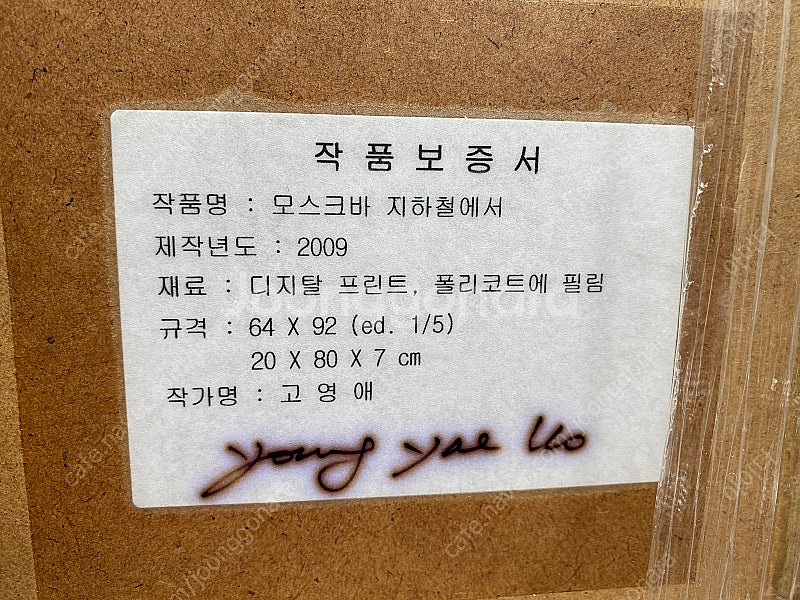 작 품 보 증 서
작품명 : 모스크바 지하철에서
제작년도 : 2009
재료 : 디지탈 프린트, 폴리코트에 필림
규격 : 64 X 92 (ed. 1/5)
20 X 80 X 7 cm
작가명 : 고 영 애
young yae Ko